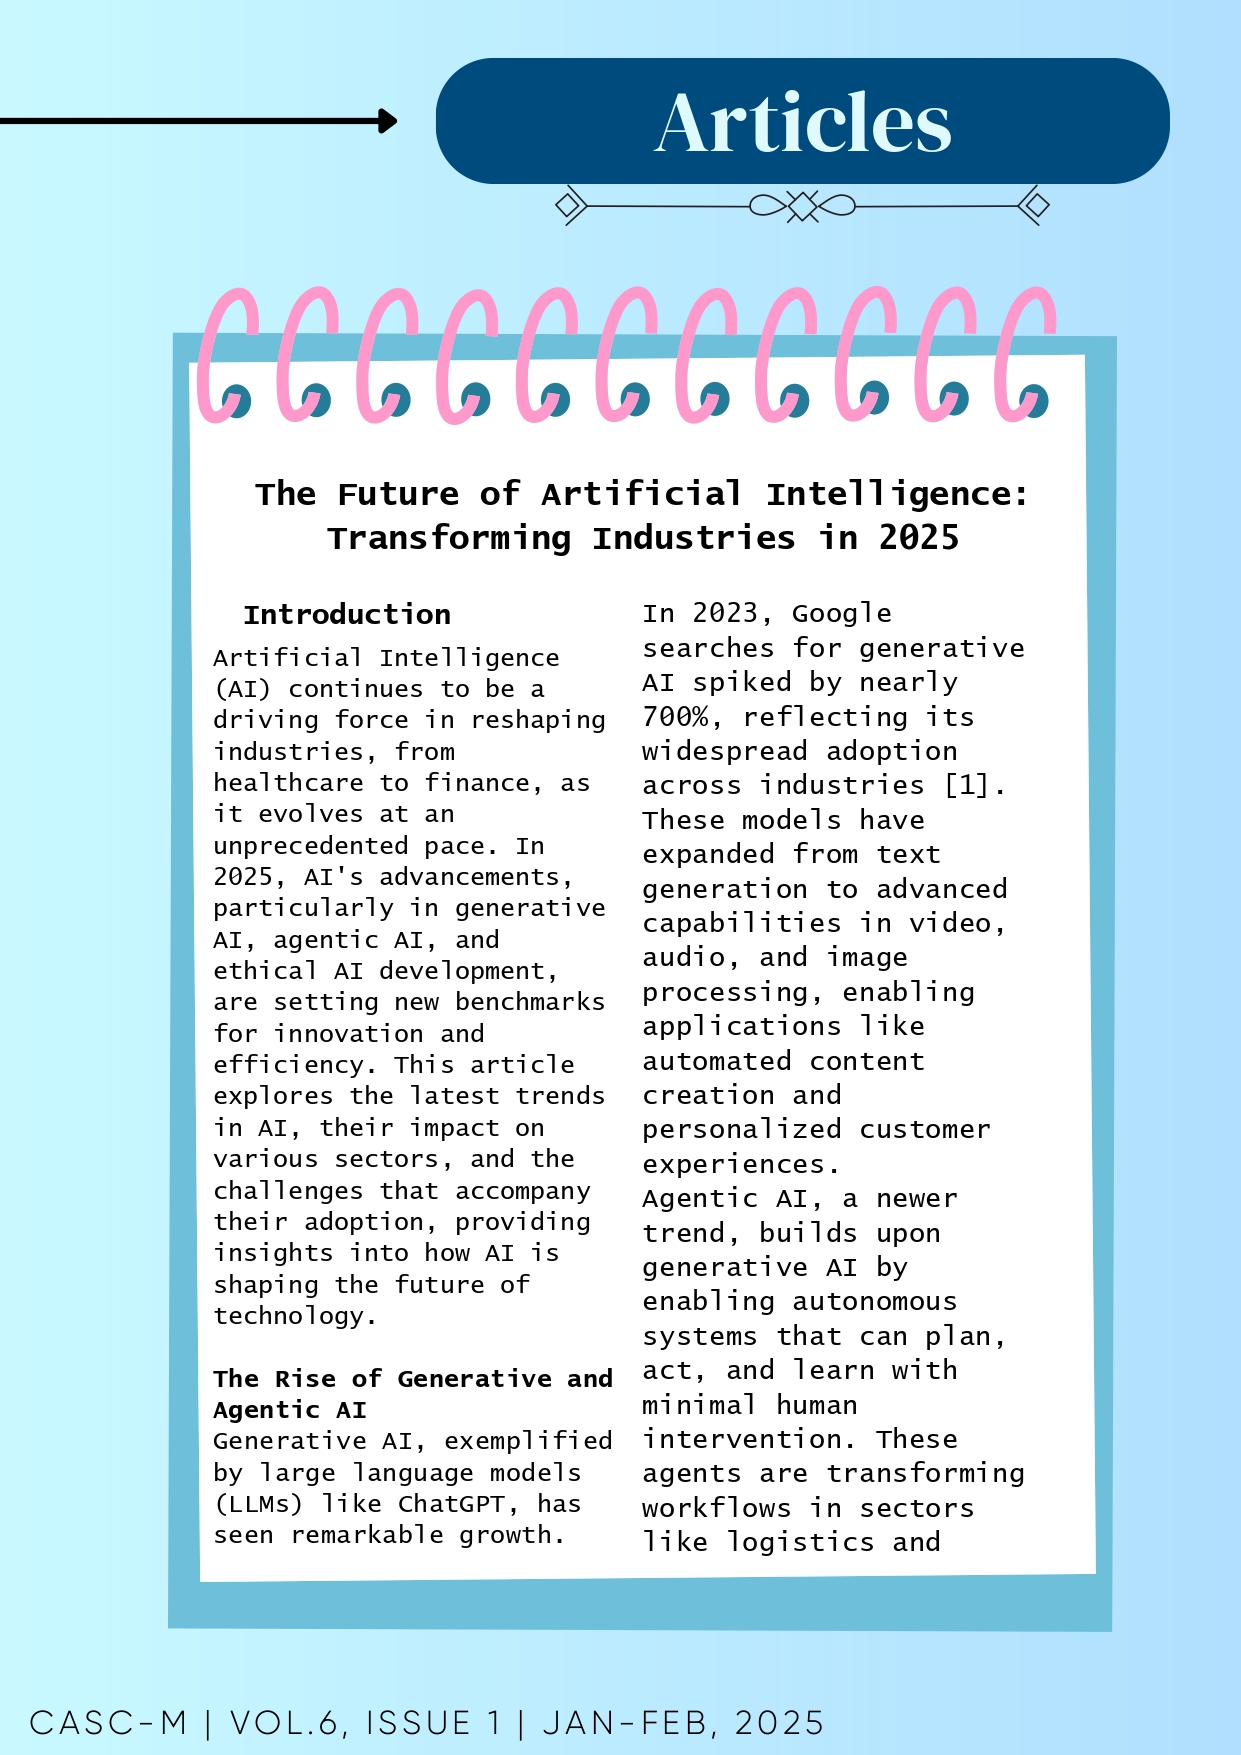 Articles
The Future of Artificial Intelligence:
Transforming Industries in 2025
Introduction
Artificial Intelligence
(AI) continues to be a
driving force in reshaping
industries, from
healthcare to finance, as
it evolves at an
unprecedented pace. In
2025, AI's advancements,
particularly in generative
AI, agentic AI, and
ethical AI development,
are setting new benchmarks
for innovation and
efficiency. This article
explores the latest trends
in AI, their impact on
various sectors, and the
challenges that accompany
their adoption, providing
insights into how AI is
shaping the future of
technology.
The Rise of Generative and
Agentic AI
Generative AI, exemplified
by large language models
(LLMs) like ChatGPT, has
seen remarkable growth.
In 2023, Google
searches for generative
AI spiked by nearly
700%, reflecting its
widespread adoption
across industries [1].
These models have
expanded from text
generation to advanced
capabilities in video,
audio, and image
processing, enabling
applications like
automated content
creation and
personalized customer
experiences.
Agentic AI, a newer
trend, builds upon
generative AI by
enabling autonomous
systems that can plan,
act, and learn with
minimal human
intervention. These
agents are transforming
workflows in sectors
like logistics and
CASC-M | VOL.6, ISSUE 1 | JAN-FEB, 2025